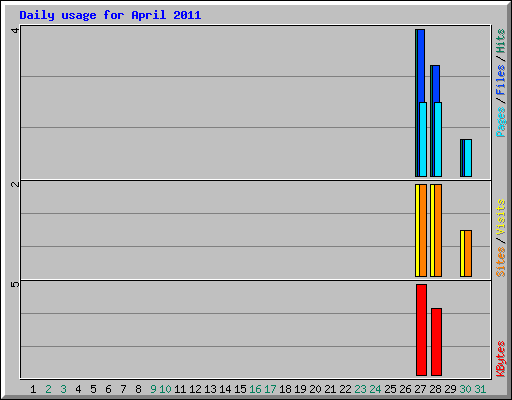 Daily usage for April 2011
4
Pages / Files / Hits
2
Sites / Visits
5
KBytes
1 2 3 4 5 6 7 8 9 10 11 12 13 14 15 16 17 18 19 20 21 22 23 24 25 26 27 28 29 30 31